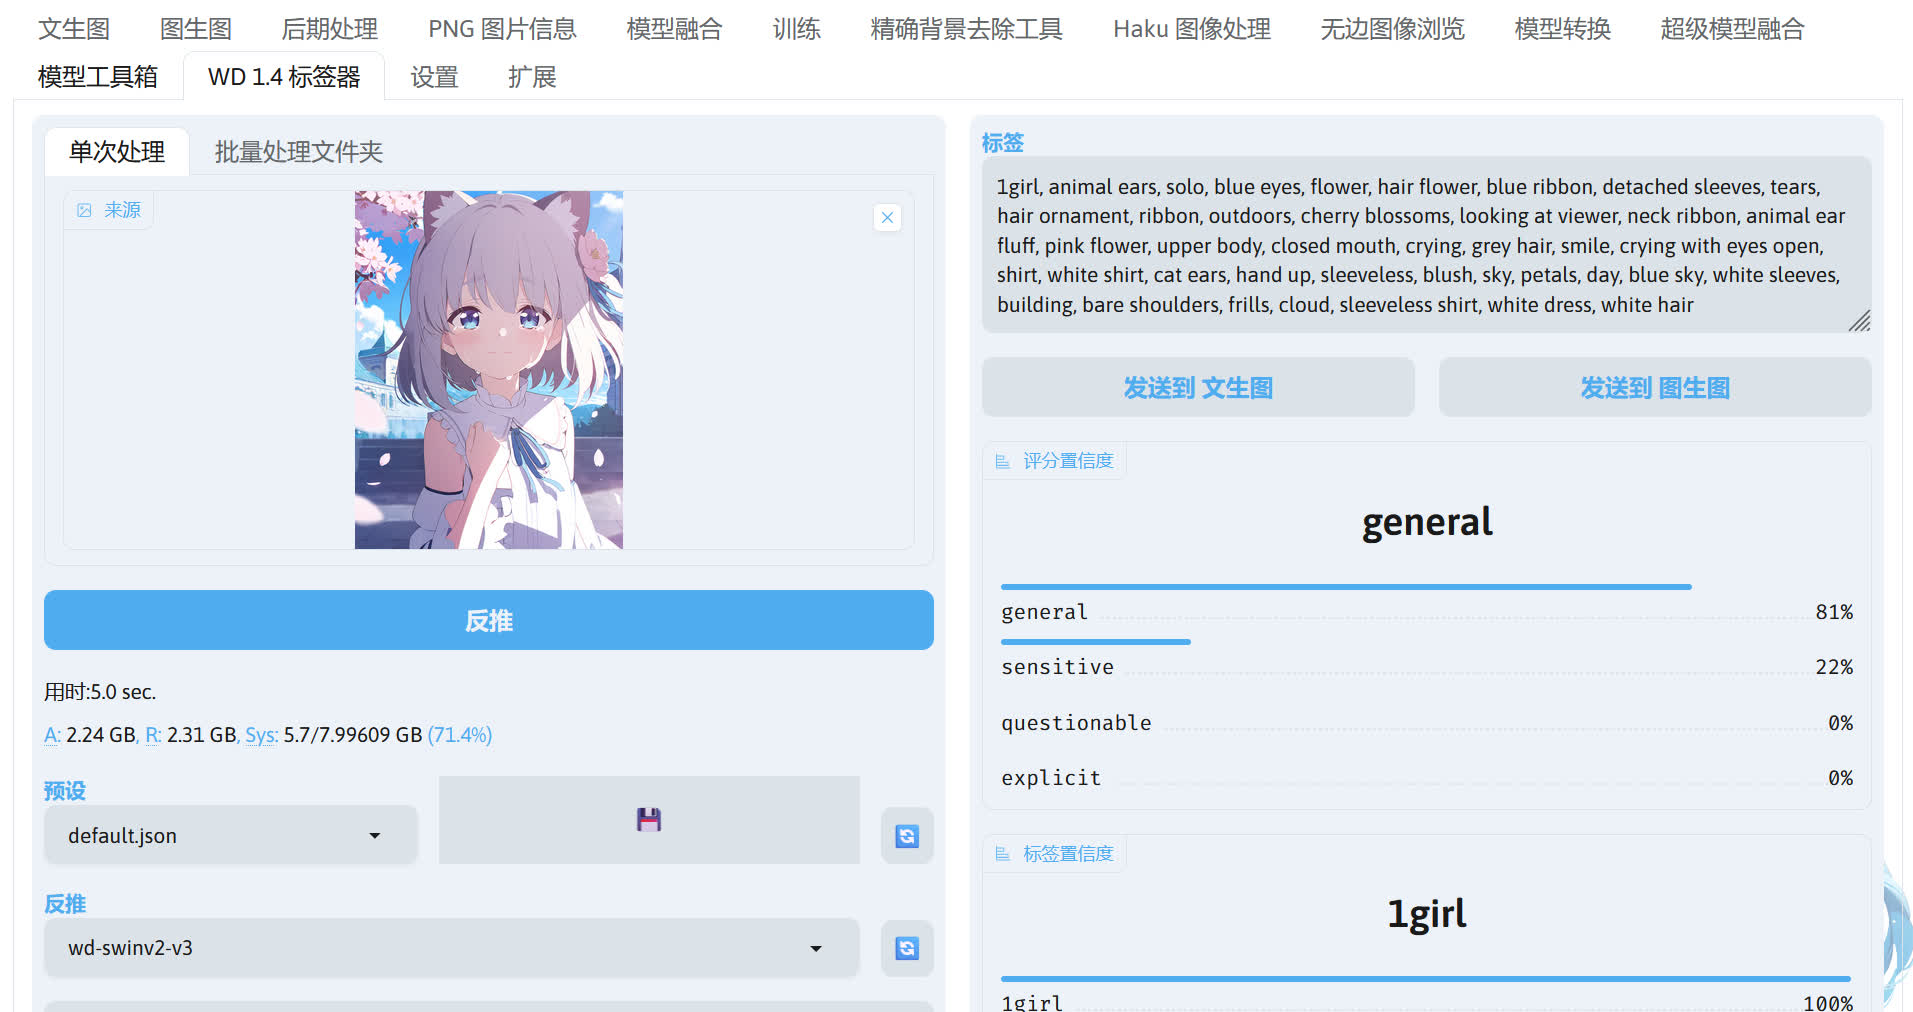 文生图 图生图 后期处理 PNG 图片信息 模型融合 训练 精确背景去除工具 Haku 图像处理 无边图像浏览 模型转换 超级模型融合
模型工具箱 WD 1.4 标签器 设置 扩展
单次处理 批量处理文件夹
来源
反推
用时:5.0 sec.
A: 2.24 GB, R: 2.31 GB, Sys: 5.7/7.99609 GB (71.4%)
预设
default.json
反推
wd-swinv2-v3
标签
1girl, animal ears, solo, blue eyes, flower, hair flower, blue ribbon, detached sleeves, tears,
hair ornament, ribbon, outdoors, cherry blossoms, looking at viewer, neck ribbon, animal ear
fluff, pink flower, upper body, closed mouth, crying, grey hair, smile, crying with eyes open,
shirt, white shirt, cat ears, hand up, sleeveless, blush, sky, petals, day, blue sky, white sleeves,
building, bare shoulders, frills, cloud, sleeveless shirt, white dress, white hair
发送到 文生图 发送到 图生图
评分置信度
general
general 81%
sensitive 22%
questionable 0%
explicit 0%
标签置信度
1girl
1girl 100%